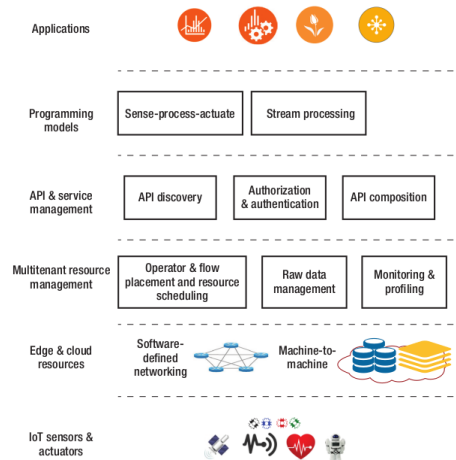 Applications
Programming
models
Sense-process-actuate
Stream processing
API & service
management
API discovery
Authorization
& authentication
API composition
Multitenant resource
management
Operator & flow
placement and resource
scheduling
Raw data
management
Monitoring &
profiling
Edge & cloud
resources
Software-
defined
networking
Machine-to-
machine
IoT sensors &
actuators